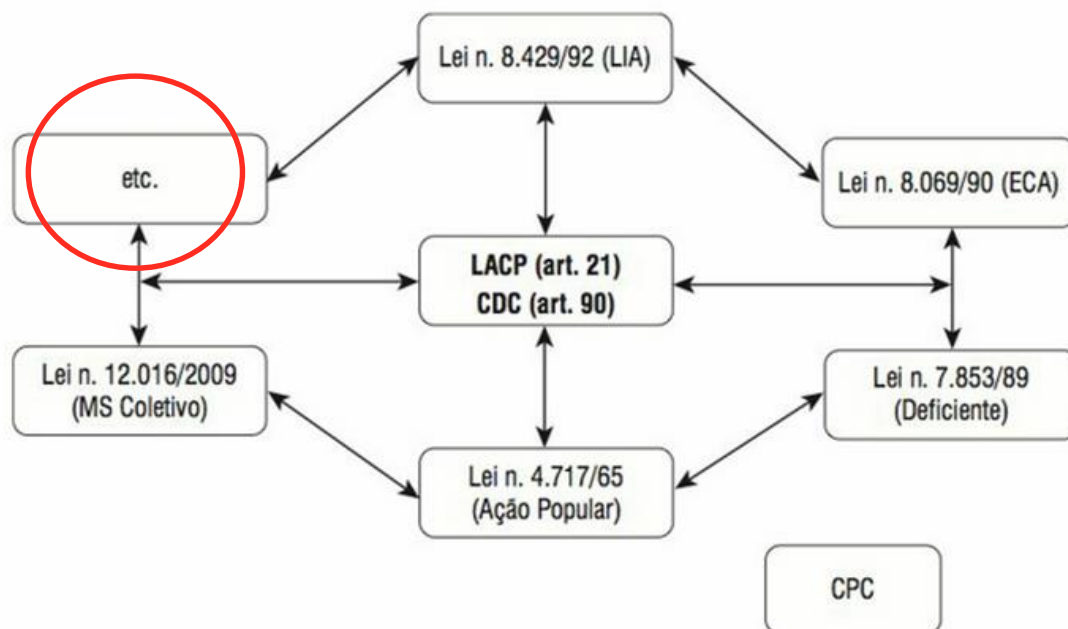 Lei n. 8.429/92 (LIA)
etc.
Lei n. 8.069/90 (ECA)
LACP (art. 21)
CDC (art. 90)
Lei n. 12.016/2009
(MS Coletivo)
Lei n. 7.853/89
(Deficiente)
Lei n. 4.717/65
(Ação Popular)
CPC